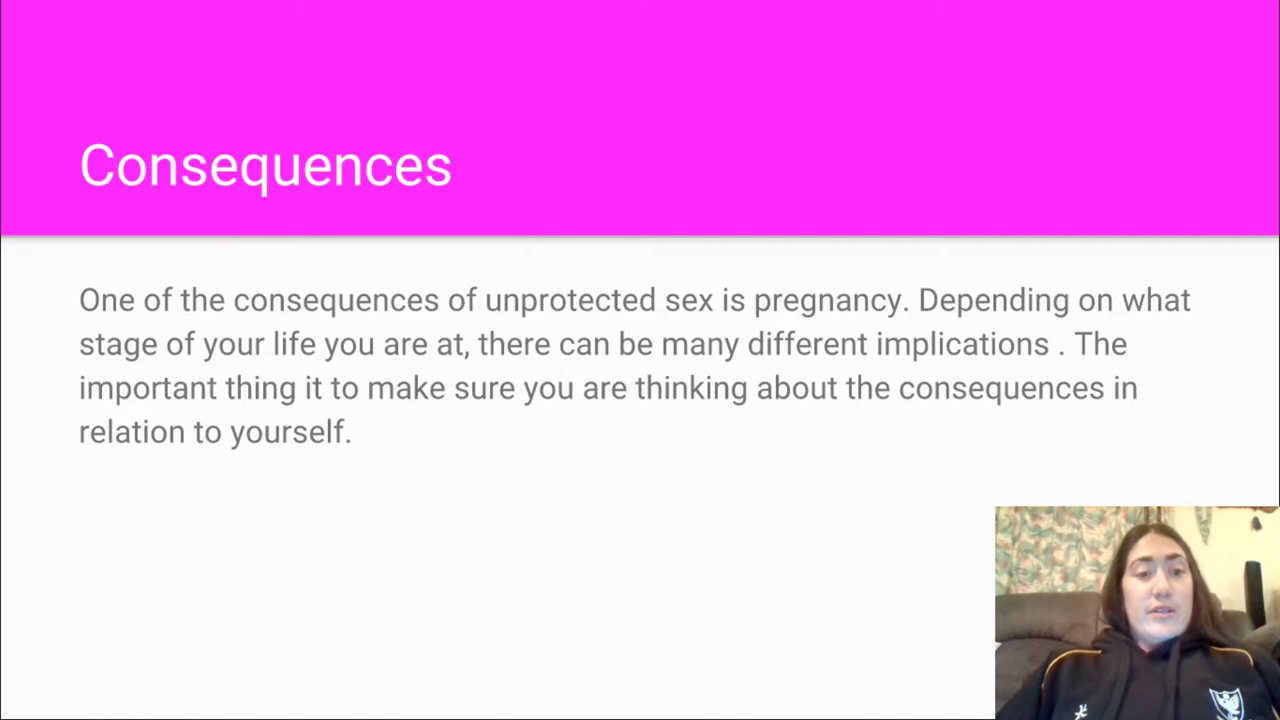 Consequences
One of the consequences of unprotected sex is pregnancy. Depending on what
stage of your life you are at, there can be many different implications . The
important thing it to make sure you are thinking about the consequences in
relation to yourself.